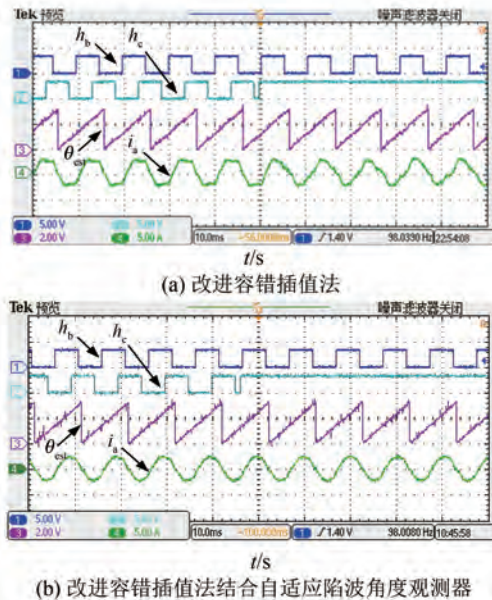 Tek 预览
噪声滤波器关闭
h_b
h_c
θ_est
i_a
1 5.00 V
3 2.00 V
4 5.00 A
10.0ms
1 ∫ 1.40 V
98.0390 Hz
22:54:08
t/s
(a) 改进容错插值法
Tek 预览
噪声滤波器关闭
h_b
h_c
θ_est
i_a
1 5.00 V
3 2.00 V
4 5.00 A
10.0ms
1 ∫ 1.40 V
98.0080 Hz
10:45:58
t/s
(b) 改进容错插值法结合自适应陷波角度观测器